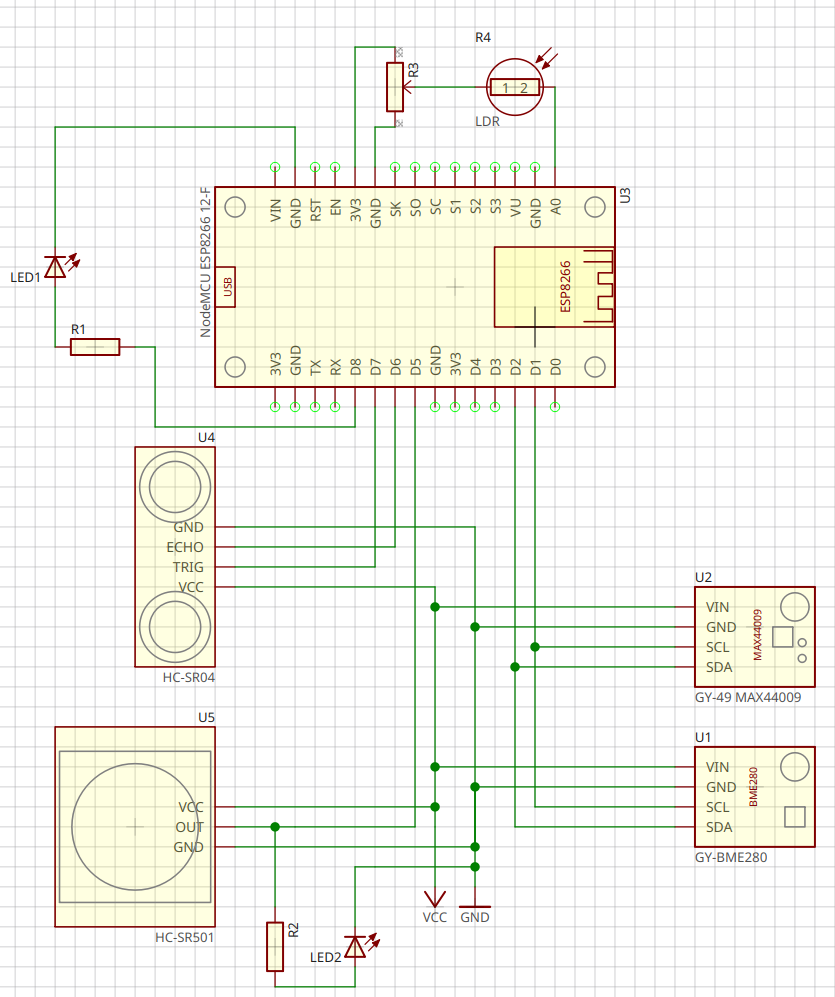 R4
R3
1 2
LDR
U3
NodeMCU ESP8266 12-F
VIN
GND
RST
EN
3V3
GND
SK
SO
SC
S1
S2
S3
VU
GND
A0
LED1
USB
ESP8266
R1
3V3
GND
TX
RX
D8
D7
D6
D5
GND
3V3
D4
D3
D2
D1
D0
U4
GND
ECHO
TRIG
VCC
HC-SR04
U2
VIN
GND
SCL
SDA
MAX44009
GY-49 MAX44009
U5
VCC
OUT
GND
HC-SR501
U1
VIN
GND
SCL
SDA
BME280
GY-BME280
VCC
GND
R2
LED2